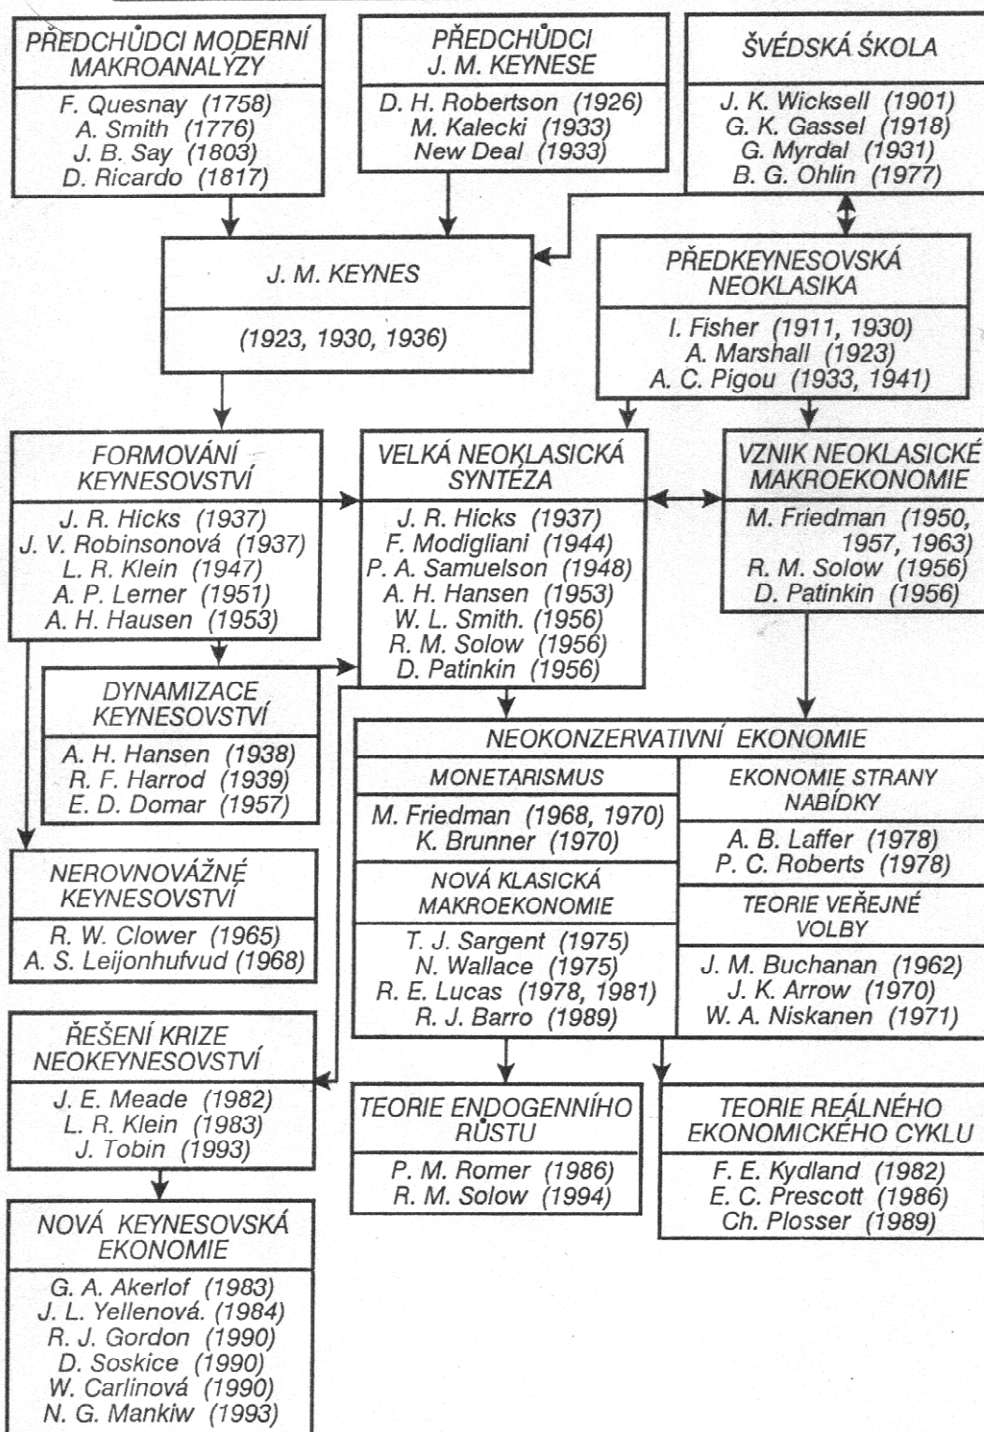 PŘEDCHŮDCI MODERNÍ
MAKROANALÝZY
F. Quesnay (1758)
A. Smith (1776)
J. B. Say (1803)
D. Ricardo (1817)
PŘEDCHŮDCI
J. M. KEYNESE
D. H. Robertson (1926)
M. Kalecki (1933)
New Deal (1933)
ŠVÉDSKÁ ŚKOLA
J. K. Wicksell (1901)
G. K. Gassel (1918)
G. Myrdal (1931)
B. G. Ohlin (1977)
J. M. KEYNES
(1923, 1930, 1936)
PŘEDKEYNESOVSKÁ
NEOKLASIKA
I. Fisher (1911, 1930)
A. Marshall (1923)
A. C. Pigou (1933, 1941)
FORMOVÁNÍ
KEYNESOVSTVÍ
J. R. Hicks (1937)
J. V. Robinsonová (1937)
L. R. Klein (1947)
A. P. Lerner (1951)
A. H. Hausen (1953)
VELKÁ NEOKLASICKÁ
SYNTÉZA
J. R. Hicks (1937)
F. Modigliani (1944)
P. A. Samuelson (1948)
A. H. Hansen (1953)
W. L. Smith. (1956)
R. M. Solow (1956)
D. Patinkin (1956)
VZNIK NEOKLASICKÉ
MAKROEKONOMIE
M. Friedman (1950,
1957, 1963)
R. M. Solow (1956)
D. Patinkin (1956)
DYNAMIZACE
KEYNESOVSTVÍ
A. H. Hansen (1938)
R. F. Harrod (1939)
E. D. Domar (1957)
NEOKONZERVATIVNÍ EKONOMIE
MONETARISMUS
M. Friedman (1968, 1970)
K. Brunner (1970)
NOVÁ KLASICKÁ
MAKROEKONOMIE
T. J. Sargent (1975)
N. Wallace (1975)
R. E. Lucas (1978, 1981)
R. J. Barro (1989)
EKONOMIE STRANY
NABÍDKY
A. B. Laffer (1978)
P. C. Roberts (1978)
TEORIE VEŘEJNÉ
VOLBY
J. M. Buchanan (1962)
J. K. Arrow (1970)
W. A. Niskanen (1971)
NEROVNOVÁŽNÉ
KEYNESOVSTVÍ
R. W. Clower (1965)
A. S. Leijonhufvud (1968)
ŘEŠENÍ KRIZE
NEOKEYNESOVSTVÍ
J. E. Meade (1982)
L. R. Klein (1983)
J. Tobin (1993)
TEORIE ENDOGENNÍHO
RŮSTU
P. M. Romer (1986)
R. M. Solow (1994)
TEORIE REÁLNÉHO
EKONOMICKÉHO CYKLU
F. E. Kydland (1982)
E. C. Prescott (1986)
Ch. Plosser (1989)
NOVÁ KEYNESOVSKÁ
EKONOMIE
G. A. Akerlof (1983)
J. L. Yellenová. (1984)
R. J. Gordon (1990)
D. Soskice (1990)
W. Carlinová (1990)
N. G. Mankiw (1993)